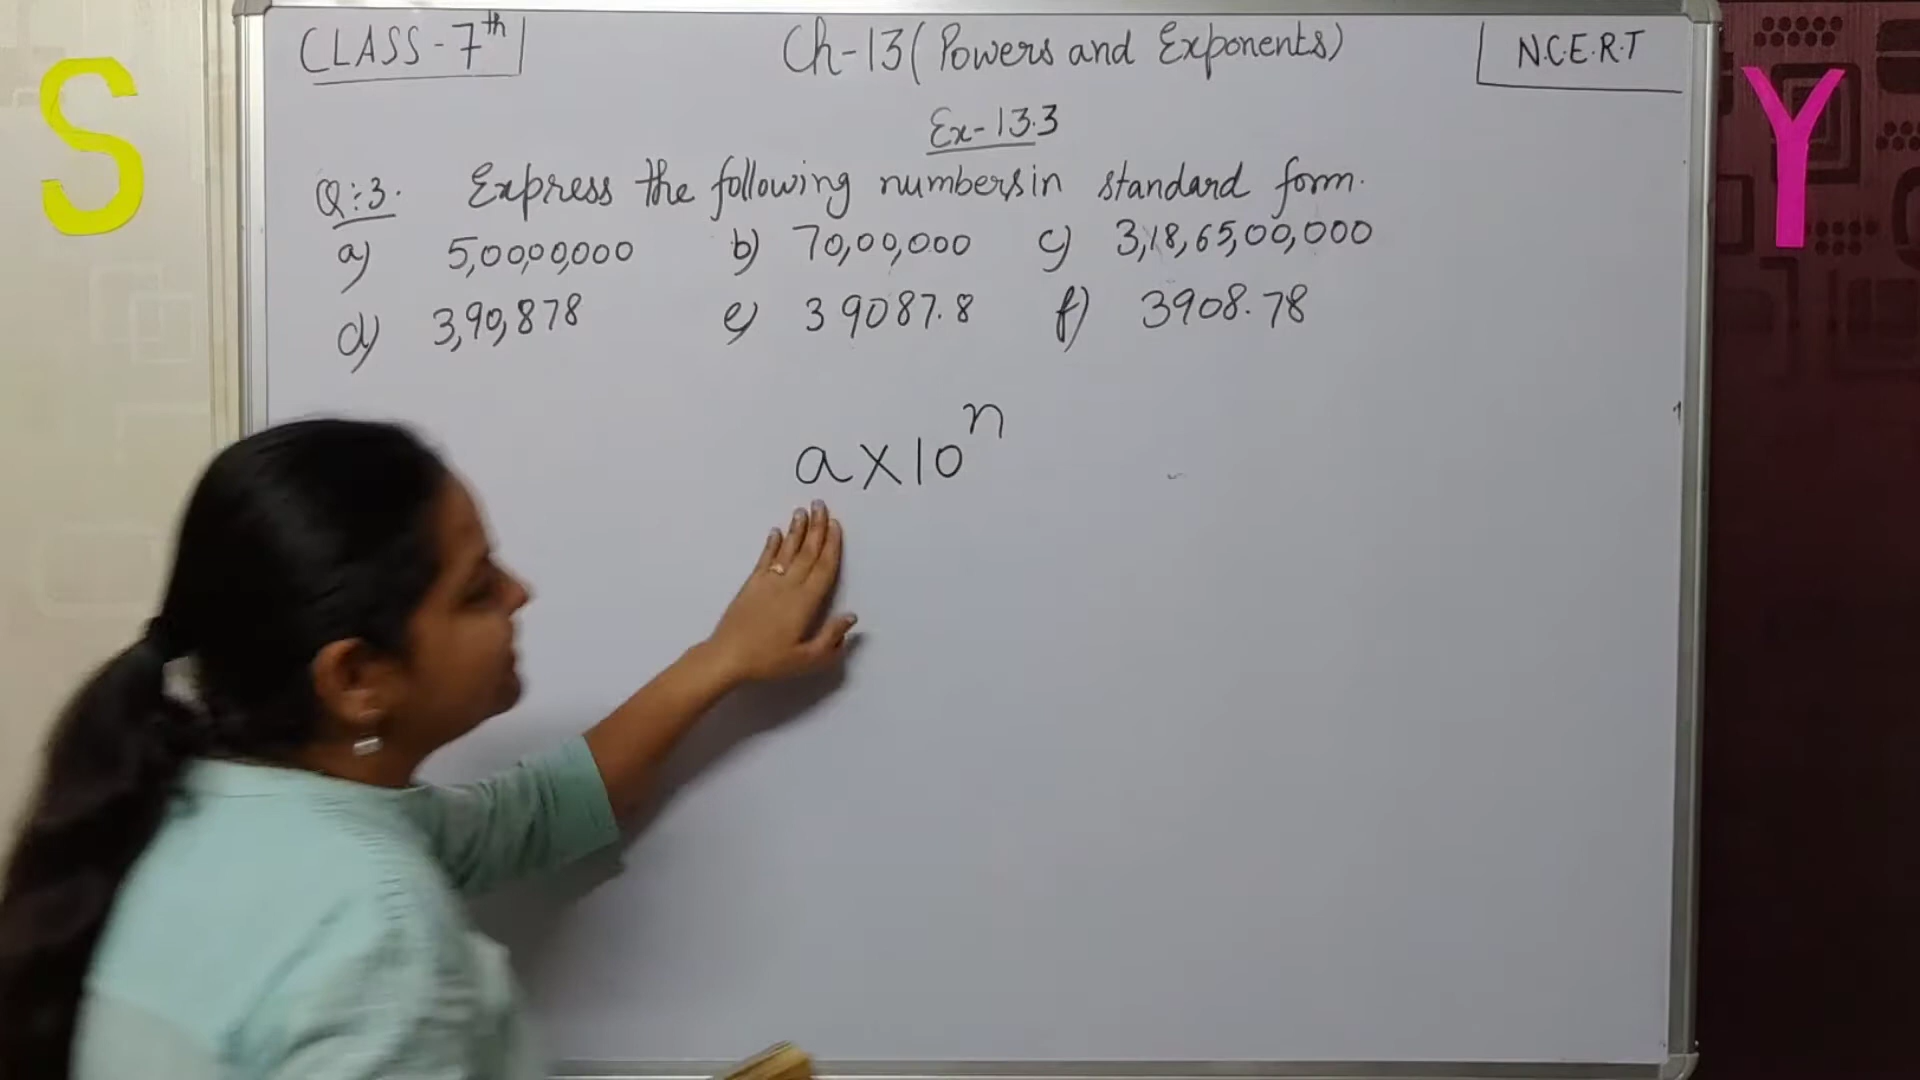 S
Y
CLASS-7th
Ch-13 (Powers and Exponents)
N.C.E.R.T
Ex-13.3
Q:3. Express the following numbers in standard form.
a) 5,00,00,000 b) 70,00,000 c) 3,18,65,00,000
d) 3,90,878 e) 39087.8 f) 3908.78
a×10ⁿ